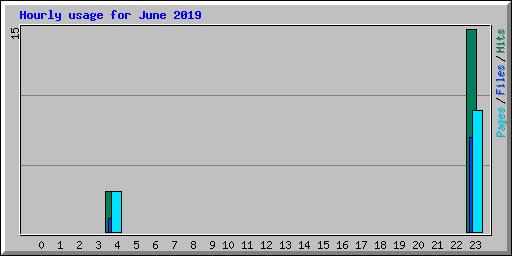 Hourly usage for June 2019
15
Pages/Files/Hits
0 1 2 3 4 5 6 7 8 9 10 11 12 13 14 15 16 17 18 19 20 21 22 23